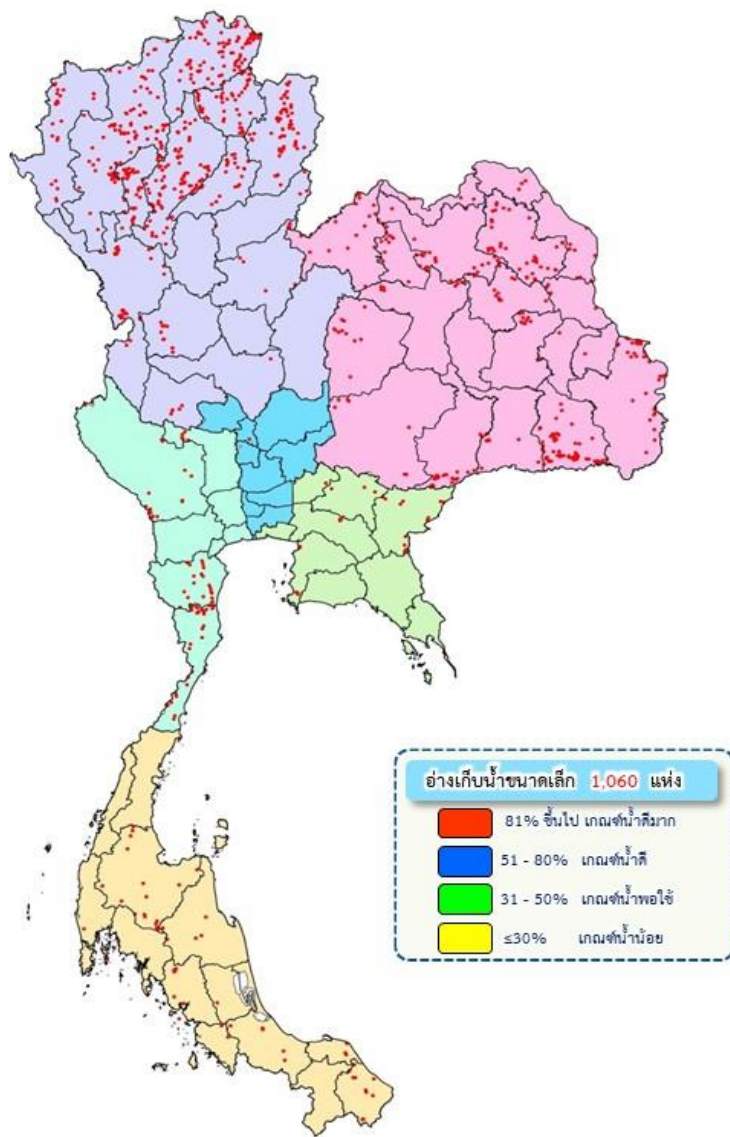 อ่างเก็บน้ำขนาดเล็ก 1,060 แห่ง
81% ขึ้นไป เกณฑ์น้ำดีมาก
51 - 80% เกณฑ์น้ำดี
31 - 50% เกณฑ์น้ำพอใช้
≤30% เกณฑ์น้ำน้อย